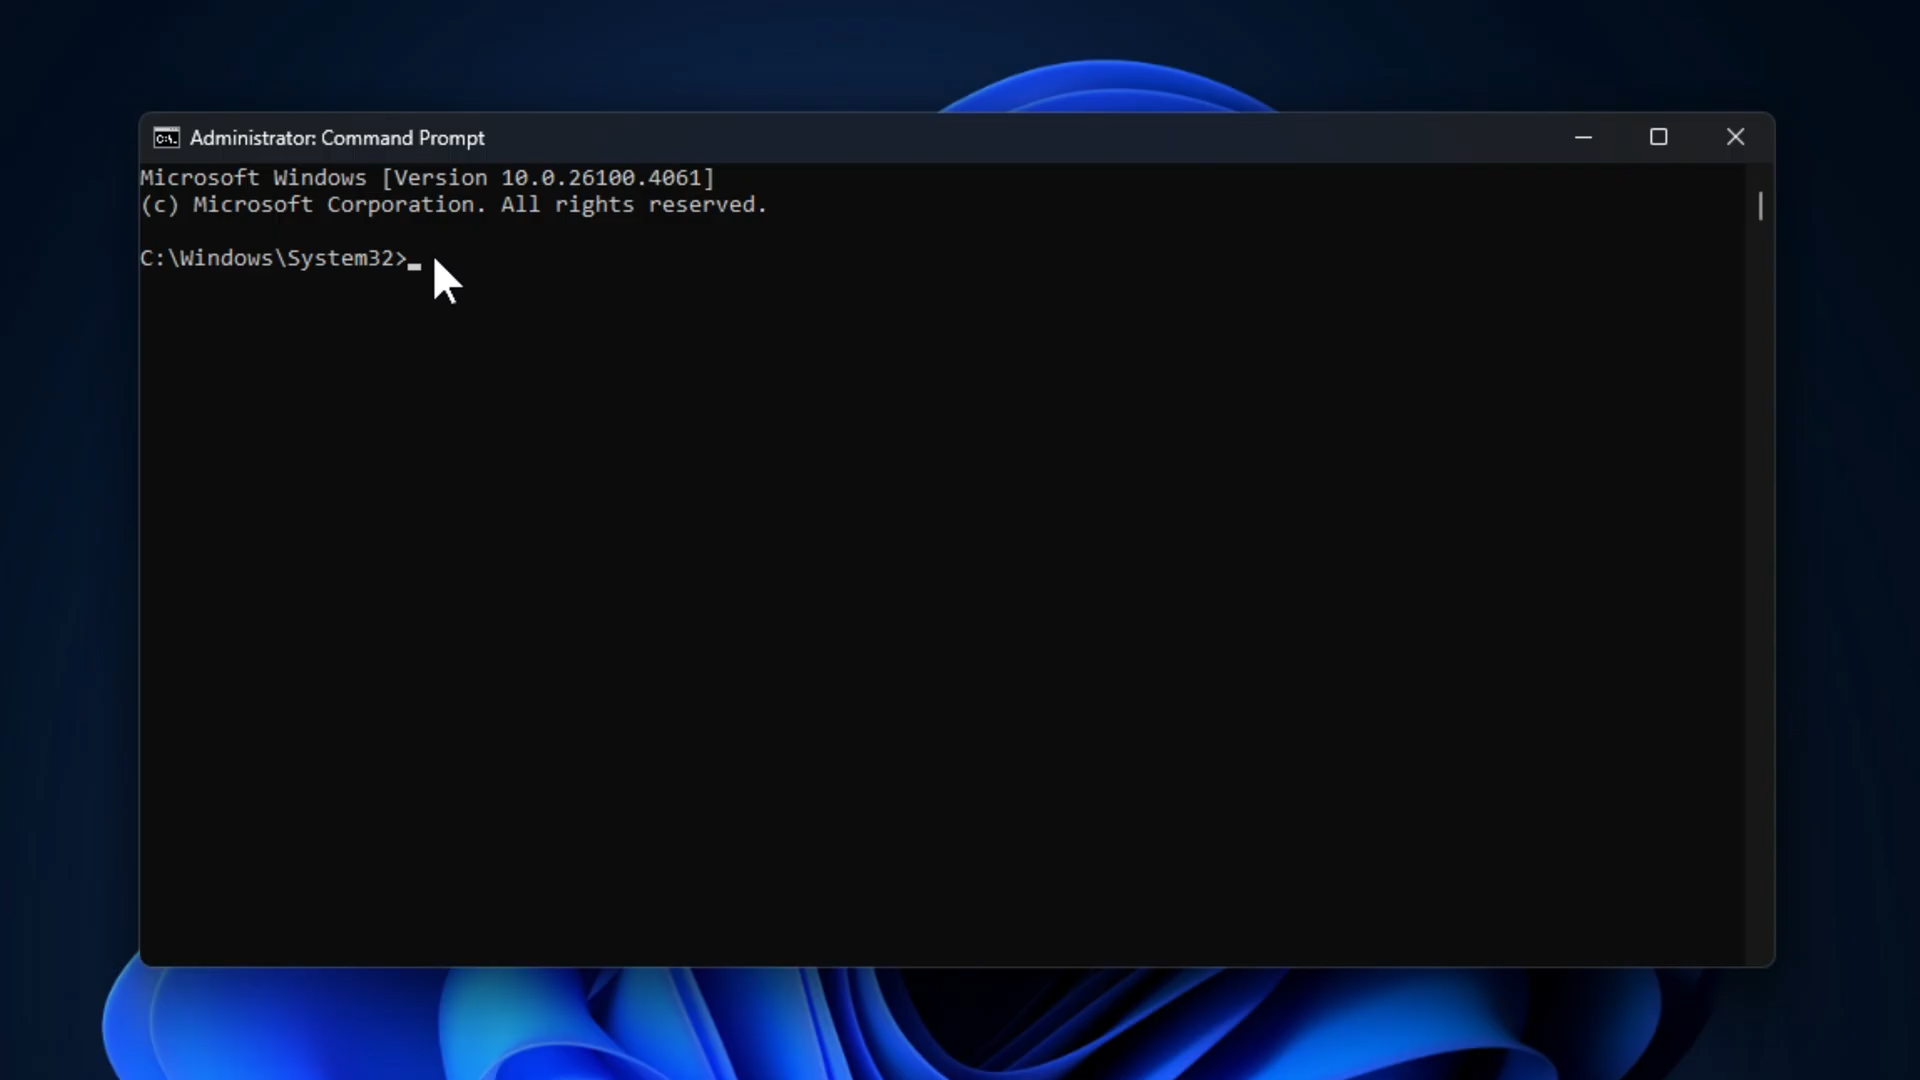 Administrator: Command Prompt
Microsoft Windows [Version 10.0.26100.4061]
(c) Microsoft Corporation. All rights reserved.
C:\Windows\System32>